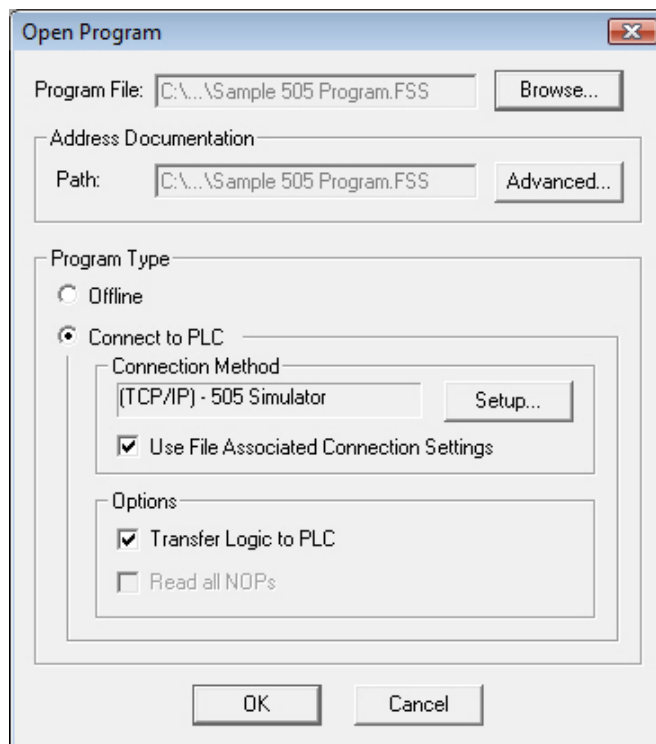 Open Program
Program File: C:\...\Sample 505 Program.FSS Browse...
Address Documentation
Path: C:\...\Sample 505 Program.FSS Advanced...
Program Type
Offline
Connect to PLC
Connection Method
(TCP/IP) - 505 Simulator Setup...
Use File Associated Connection Settings
Options
Transfer Logic to PLC
Read all NOPs
OK Cancel